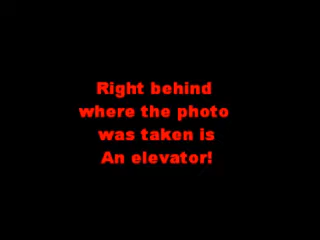 Right behind
where the photo
was taken is
An elevator!